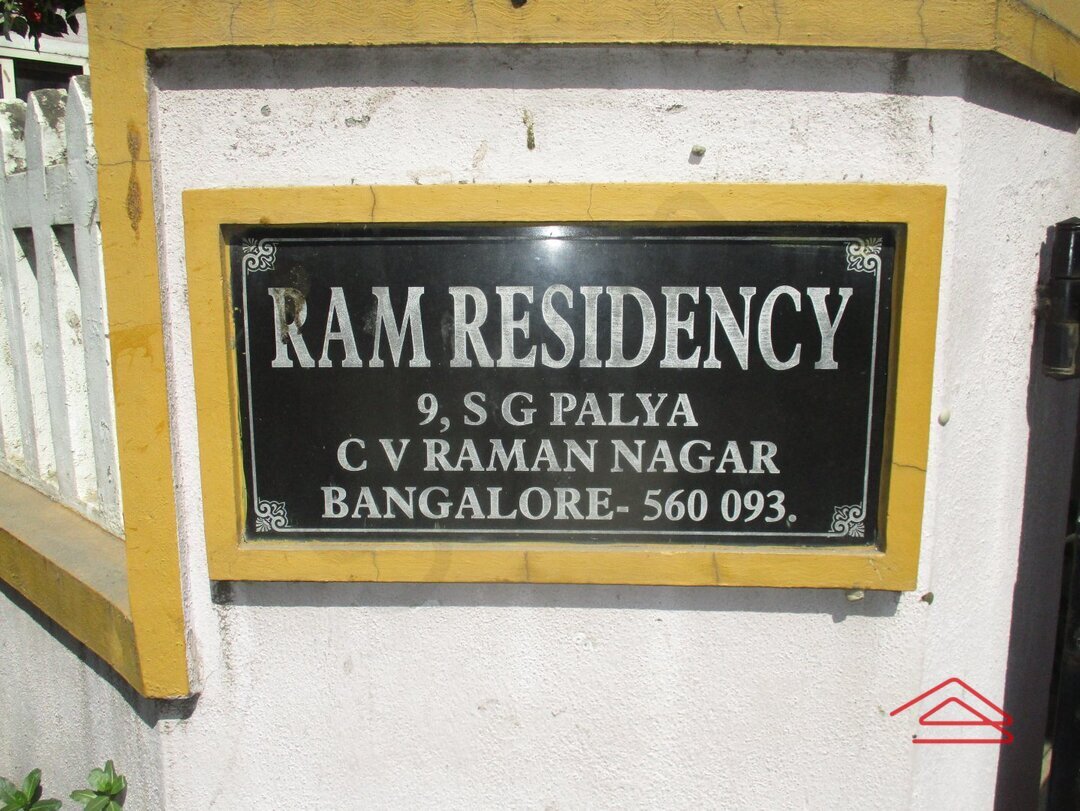 RAM RESIDENCY
9, S G PALYA
C V RAMAN NAGAR
BANGALORE- 560 093.